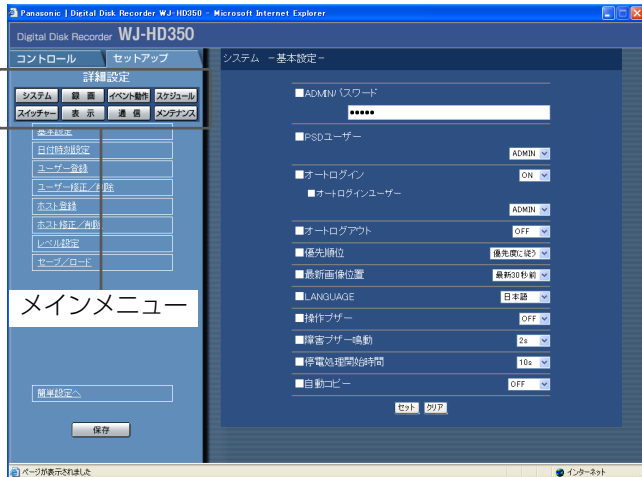 Panasonic | Digital Disk Recorder WJ-HD350 - Microsoft Internet Explorer
Digital Disk Recorder WJ-HD350
コントロール セットアップ
詳細設定
システム 録 画 イベント動作 スケジュール
スイッチャー 表 示 通 信 メンテナンス
基本設定
日付時刻設定
ユーザー登録
ユーザー修正/削除
ホスト登録
ホスト修正/削除
レベル設定
セーブ/ロード
メインメニュー
簡単設定へ
保存
システム －基本設定－
■ADMINパスワード
●●●●●
■PSDユーザー
ADMIN
■オートログイン ON
■オートログインユーザー
ADMIN
■オートログアウト OFF
■優先順位 優先度に従う
■最新画像位置 最新30秒前
■LANGUAGE 日本語
■操作ブザー OFF
■障害ブザー鳴動 2s
■停電処理開始時間 10s
■自動コピー OFF
セット クリア
ページが表示されました インターネット